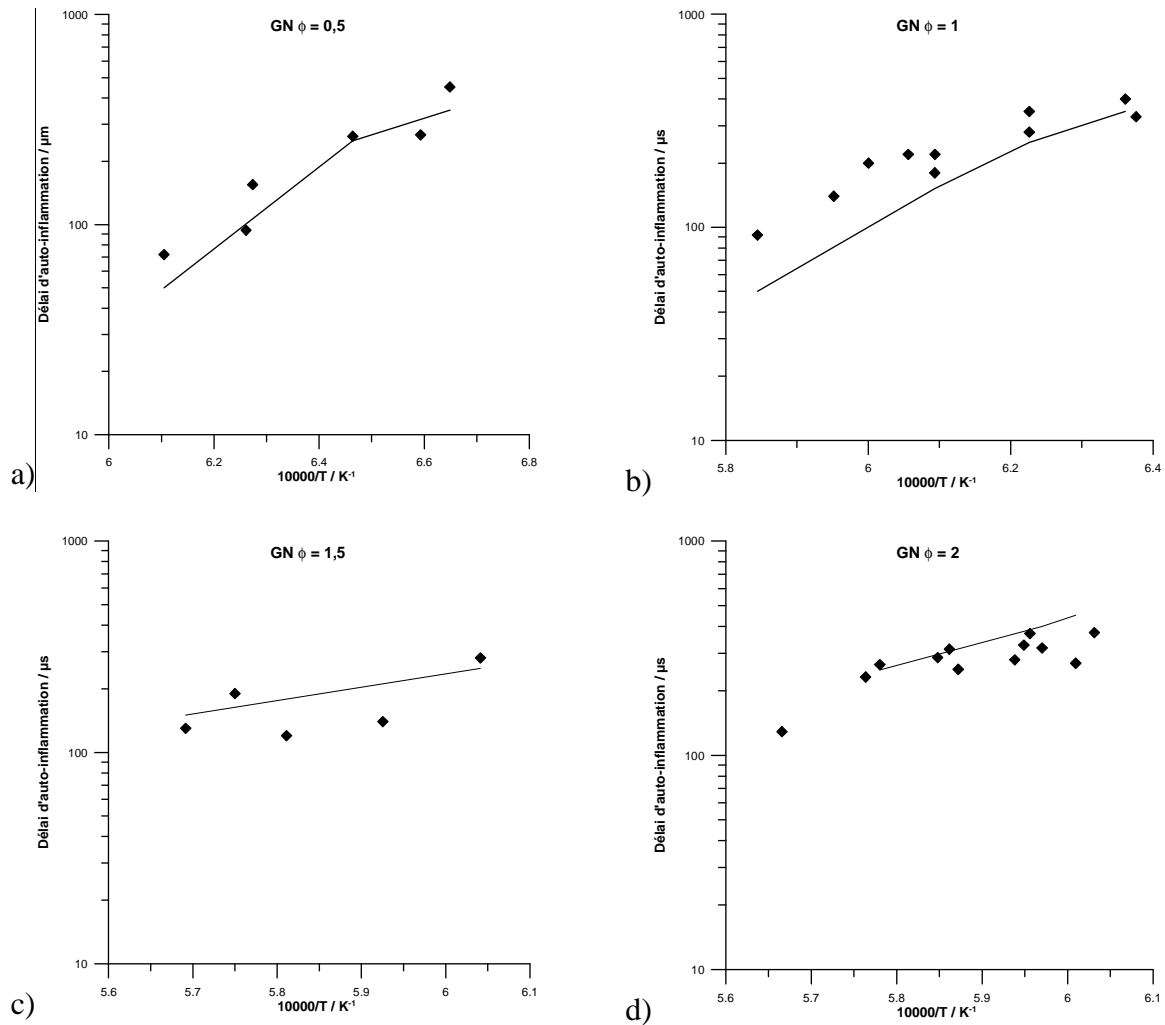 GN ϕ = 0,5
1000
100
10
Délai d'auto-inflammation / µm
6 6.2 6.4 6.6 6.8
10000/T / K-1
a)
GN ϕ = 1
1000
100
10
Délai d'auto-inflammation / µs
5.8 6 6.2 6.4
10000/T / K-1
b)
GN ϕ = 1,5
1000
100
10
Délai d'auto-inflammation / µs
5.6 5.7 5.8 5.9 6 6.1
10000/T / K-1
c)
GN ϕ = 2
1000
100
10
Délai d'auto-inflammation / µs
5.6 5.7 5.8 5.9 6 6.1
10000/T / K-1
d)